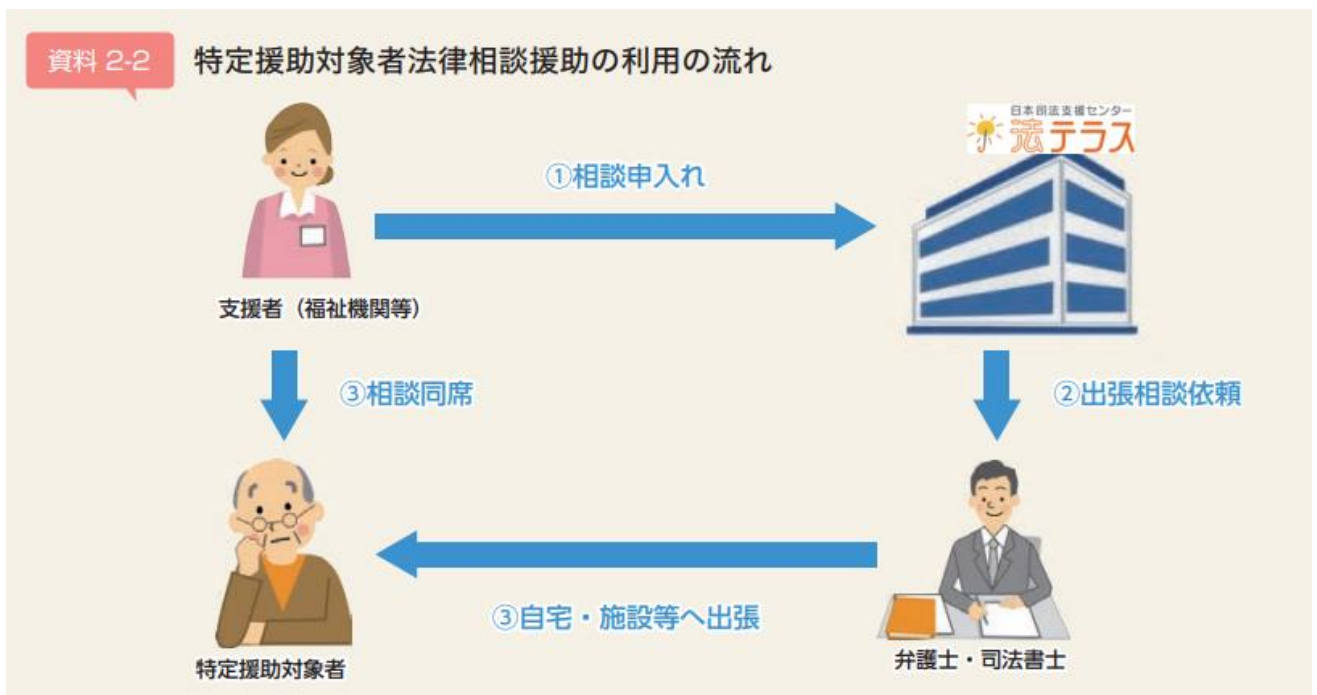 資料 2-2
特定援助対象者法律相談援助の利用の流れ
日本司法支援センター
法テラス
①相談申入れ
支援者（福祉機関等）
③相談同席
②出張相談依頼
③自宅・施設等へ出張
特定援助対象者
弁護士・司法書士